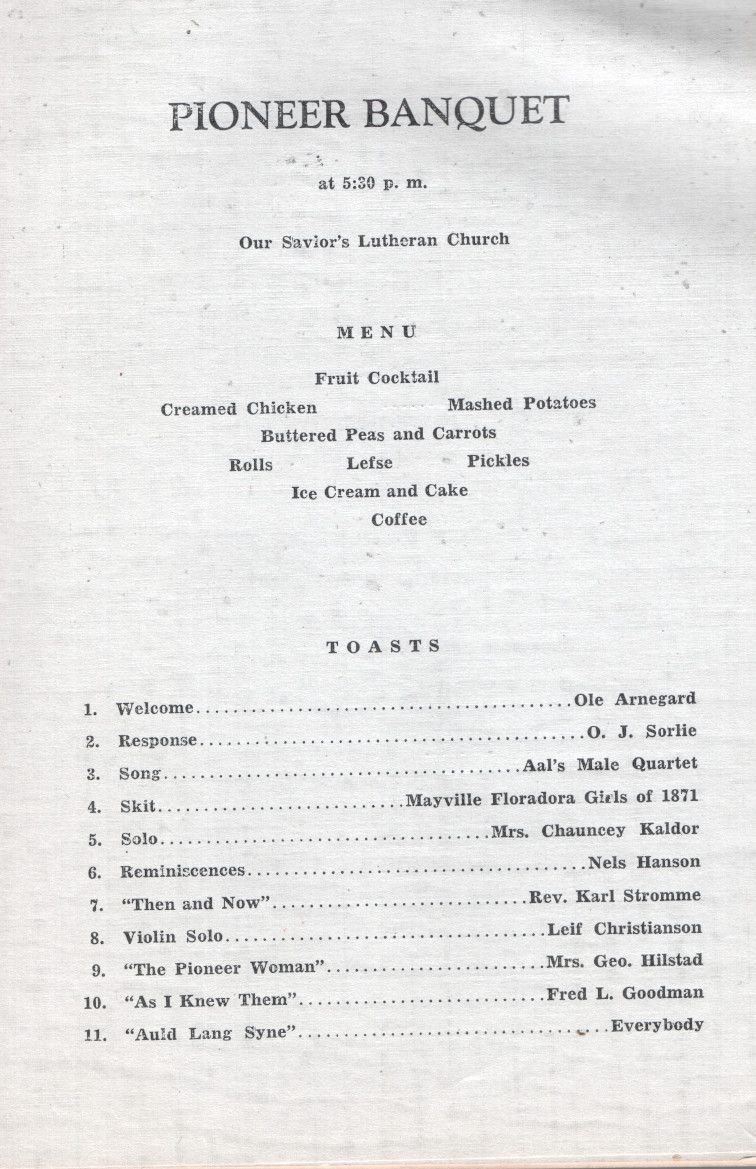 PIONEER BANQUET
at 5:30 p. m.
Our Savior's Lutheran Church
M E N U
Fruit Cocktail
Creamed Chicken Mashed Potatoes
Buttered Peas and Carrots
Rolls Lefse Pickles
Ice Cream and Cake
Coffee
T O A S T S
1. Welcome........................................Ole Arnegard
2. Response.........................................O. J. Sorlie
3. Song......................................Aal's Male Quartet
4. Skit..........................Mayville Floradora Girls of 1871
5. Solo...................................Mrs. Chauncey Kaldor
6. Reminiscences....................................Nels Hanson
7. “Then and Now”...........................Rev. Karl Stromme
8. Violin Solo..................................Leif Christianson
9. “The Pioneer Woman”.......................Mrs. Geo. Hilstad
10. “As I Knew Them”..........................Fred L. Goodman
11. “Auld Lang Syne”.................................Everybody